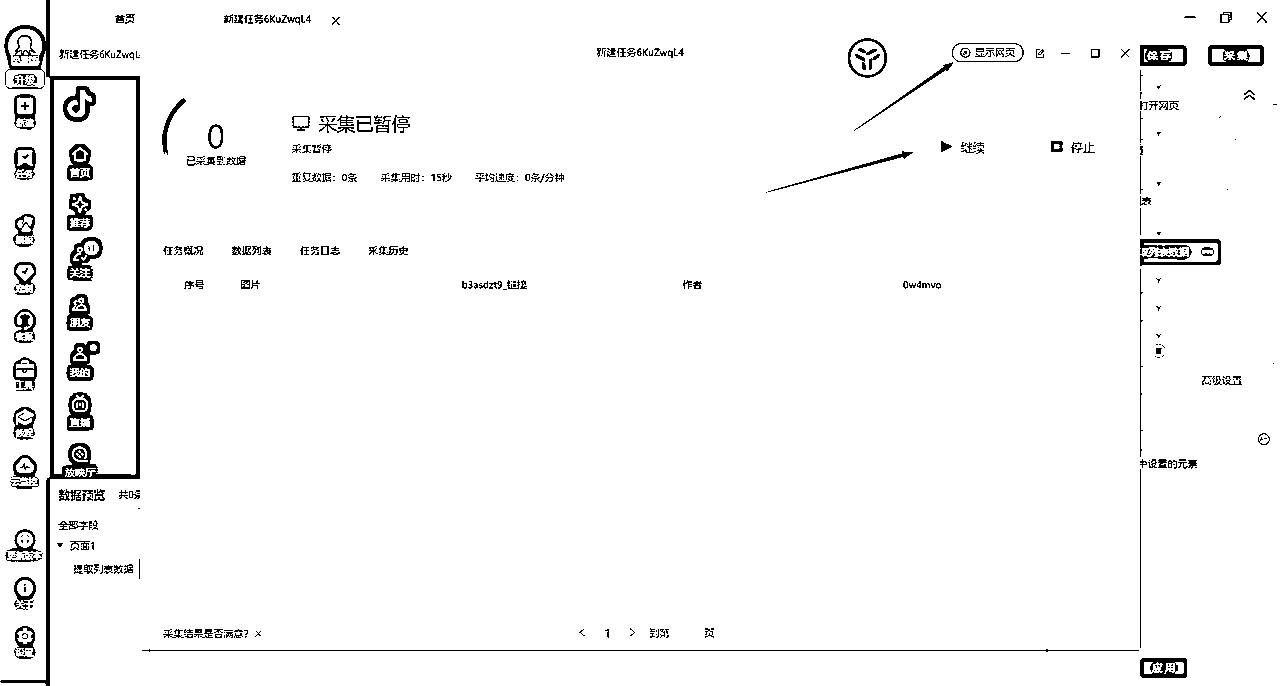 首页
新建任务6KuZwqL4
新建任务6KuZwqL
新建任务6KuZwqL4
显示网页
保存
采集
升级
打开网页
0
已采集到数据
采集已暂停
采集暂停
重复数据：0条
采集用时：15秒
平均速度：0条/分钟
继续
停止
任务
首页
推荐
关注
朋友
我的
直播
放映厅
表
任务概况
数据列表
任务日志
采集历史
序号
图片
b3asdzt9_链接
作者
0w4mvo
工具
高级设置
中设置的元素
数据预览
共0条
全部字段
页面1
提取列表数据
关于
设置
采集结果是否满意？
1
到第
页
应用